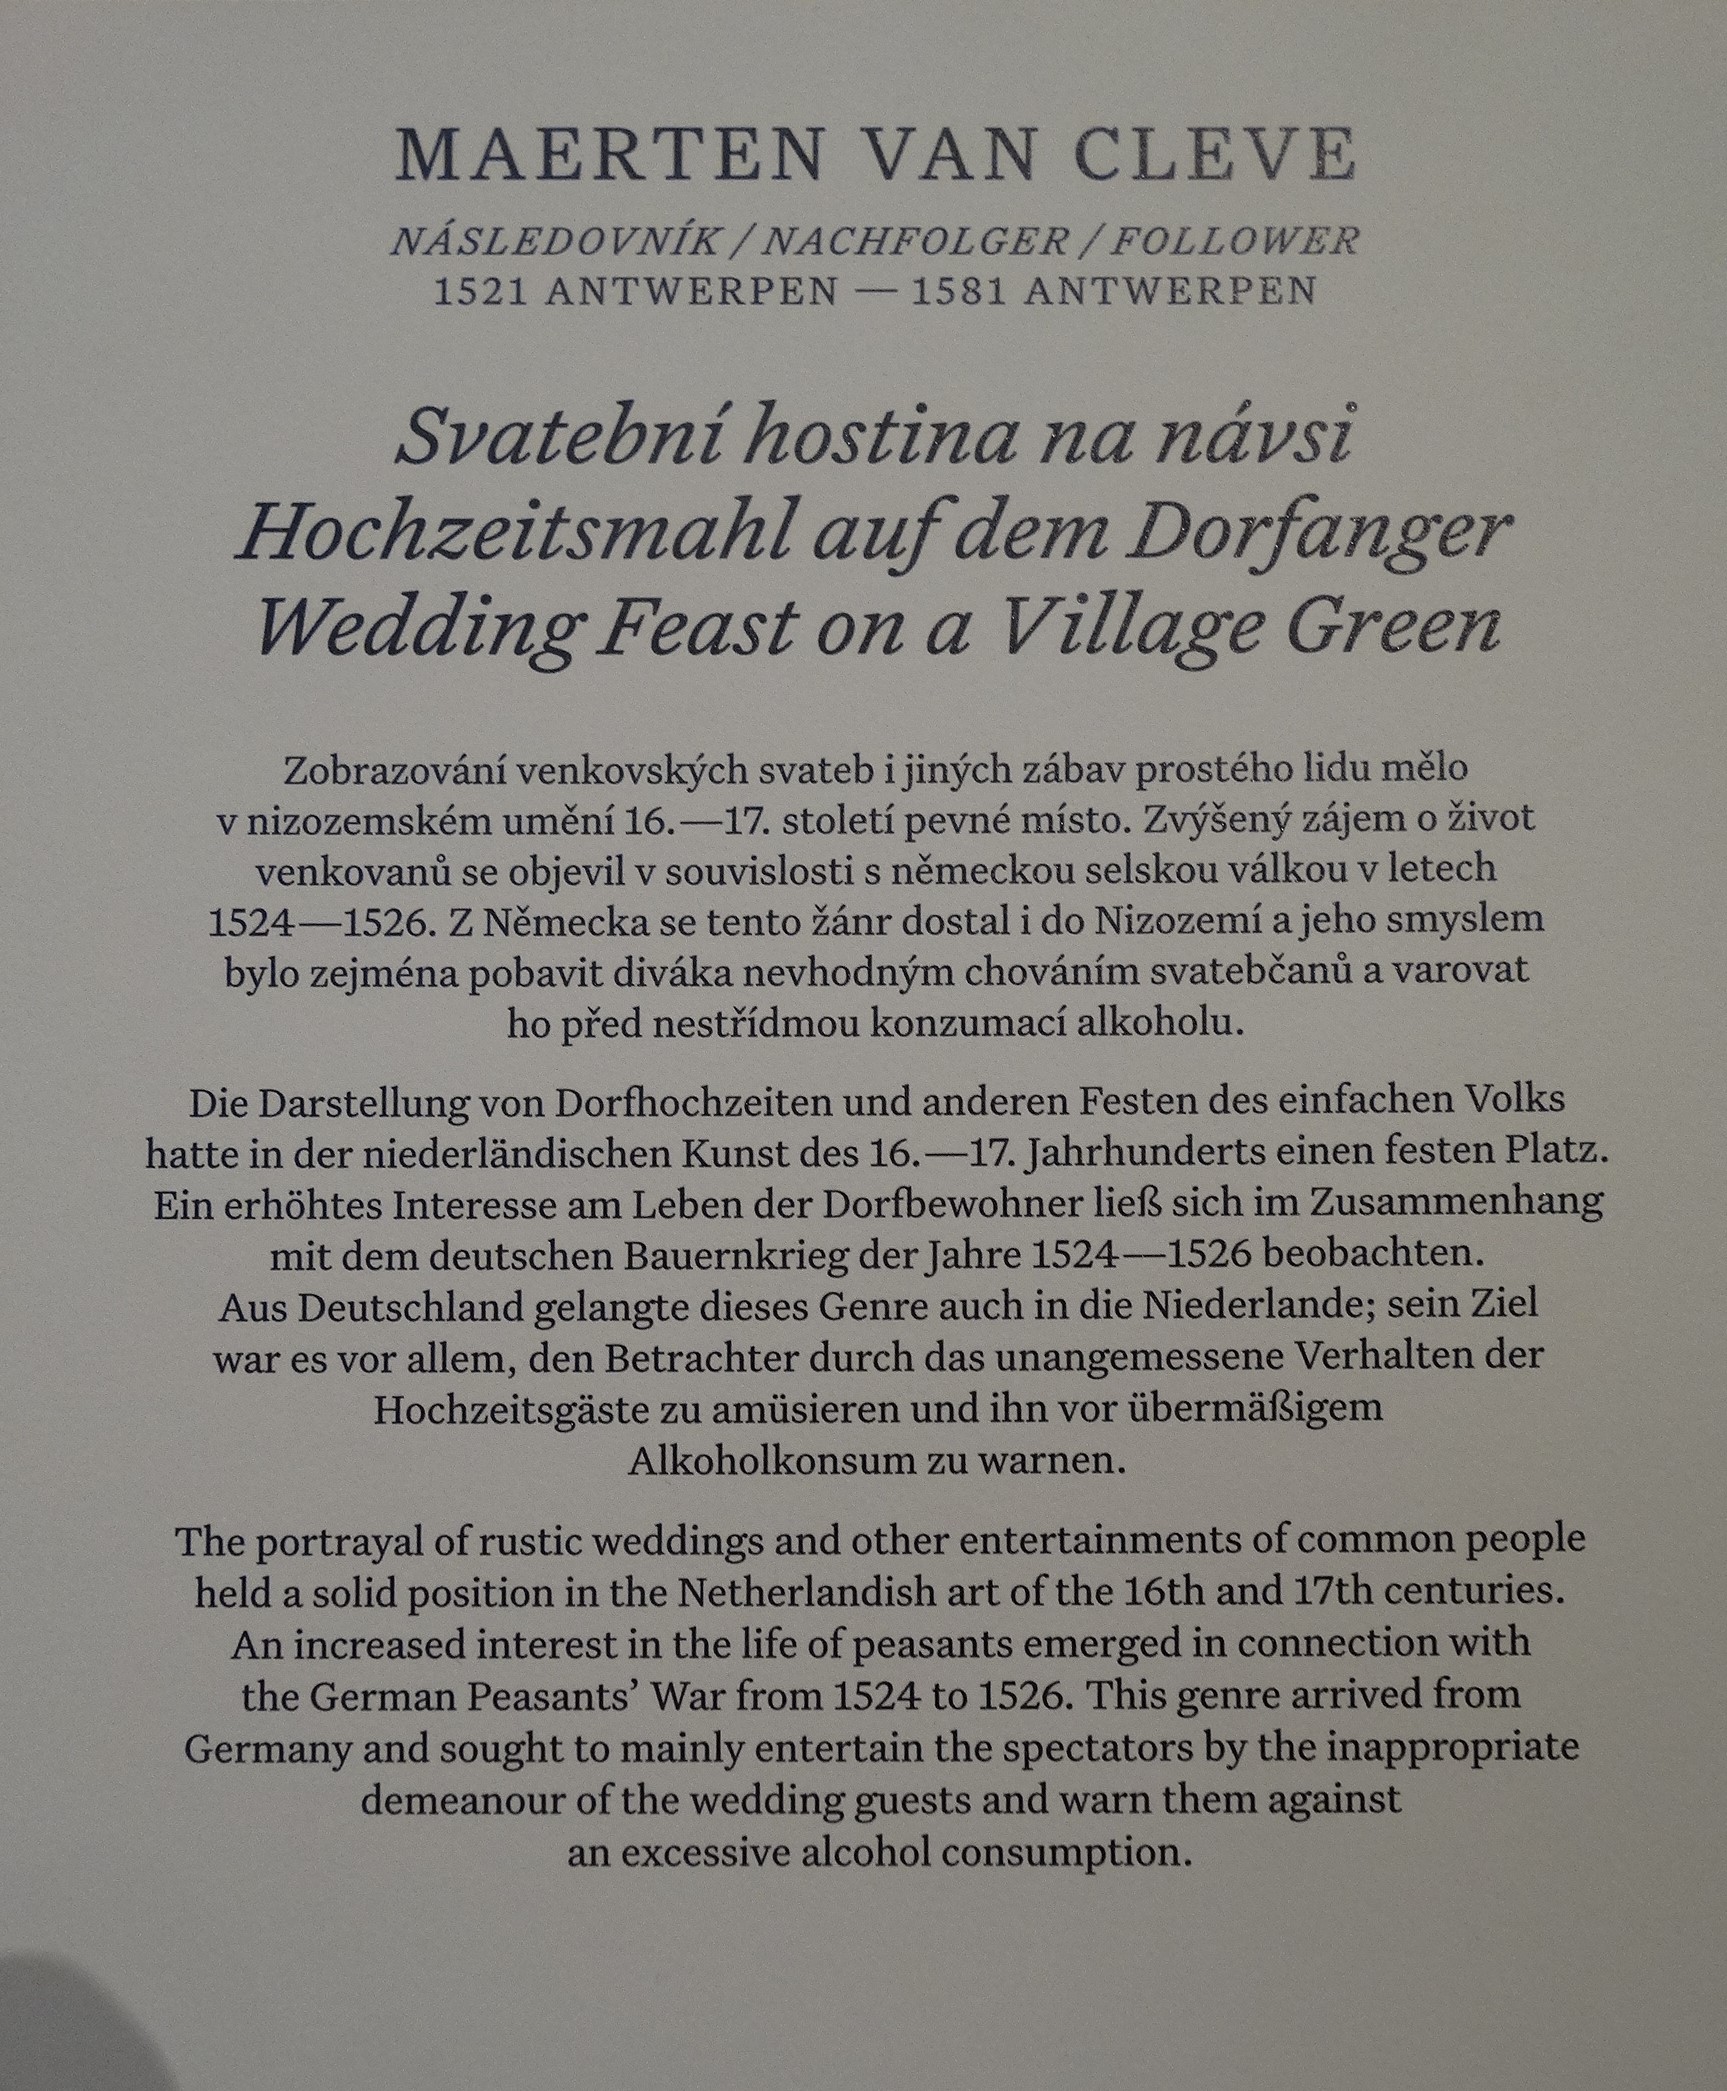 MAERTEN VAN CLEVE
NÁSLEDOVNÍK / NACHFOLGER / FOLLOWER
1521 ANTWERPEN — 1581 ANTWERPEN
Svatební hostina na návsi
Hochzeitsmahl auf dem Dorfanger
Wedding Feast on a Village Green
Zobrazování venkovských svateb i jiných zábav prostého lidu mělo
v nizozemském umění 16.—17. století pevné místo. Zvýšený zájem o život
venkovanů se objevil v souvislosti s německou selskou válkou v letech
1524—1526. Z Německa se tento žánr dostal i do Nizozemí a jeho smyslem
bylo zejména pobavit diváka nevhodným chováním svatebčanů a varovat
ho před nestřídmou konzumací alkoholu.
Die Darstellung von Dorfhochzeiten und anderen Festen des einfachen Volks
hatte in der niederländischen Kunst des 16.—17. Jahrhunderts einen festen Platz.
Ein erhöhtes Interesse am Leben der Dorfbewohner ließ sich im Zusammenhang
mit dem deutschen Bauernkrieg der Jahre 1524—1526 beobachten.
Aus Deutschland gelangte dieses Genre auch in die Niederlande; sein Ziel
war es vor allem, den Betrachter durch das unangemessene Verhalten der
Hochzeitsgäste zu amüsieren und ihn vor übermäßigem
Alkoholkonsum zu warnen.
The portrayal of rustic weddings and other entertainments of common people
held a solid position in the Netherlandish art of the 16th and 17th centuries.
An increased interest in the life of peasants emerged in connection with
the German Peasants’ War from 1524 to 1526. This genre arrived from
Germany and sought to mainly entertain the spectators by the inappropriate
demeanour of the wedding guests and warn them against
an excessive alcohol consumption.